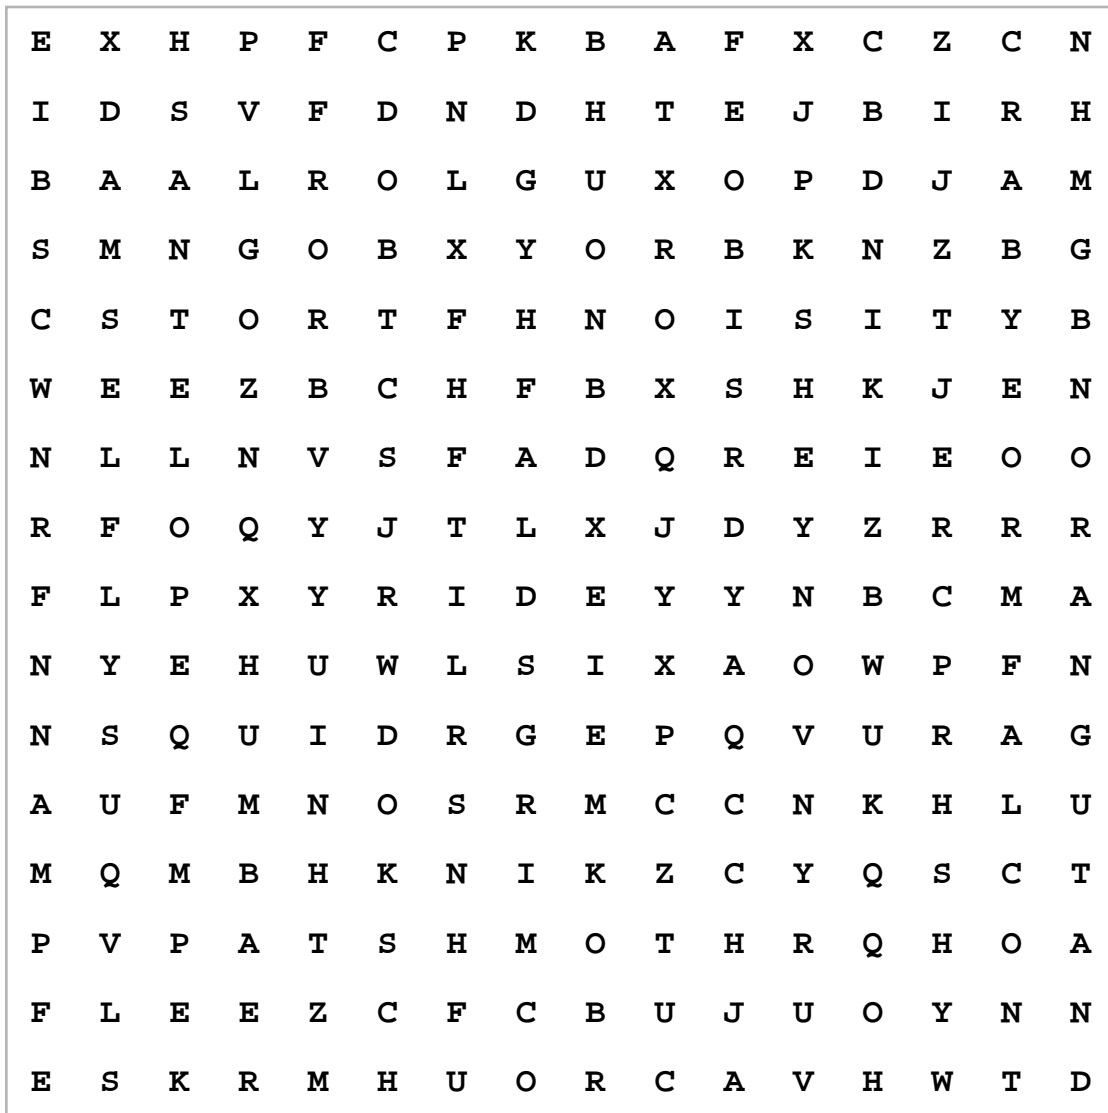 E X H P F C P K B A F X C Z C N
I D S V F D N D H T E J B I R H
B A A L R O L G U X O P D J A M
S M N G O B X Y O R B K N Z B G
C S T O R T F H N O I S I T Y B
W E E Z B C H F B X S H K J E N
N L L N V S F A D Q R E I E O O
R F O Q Y J T L X J D Y Z R R R
F L P X Y R I D E Y Y N B C M A
N Y E H U W L S I X A O W P F N
N S Q U I D R G E P Q V U R A G
A U F M N O S R M C C N K H L U
M Q M B H K N I K Z C Y Q S C T
P V P A T S H M O T H R Q H O A
F L E E Z C F C B U J U O Y N N
E S K R M H U O R C A V H W T D